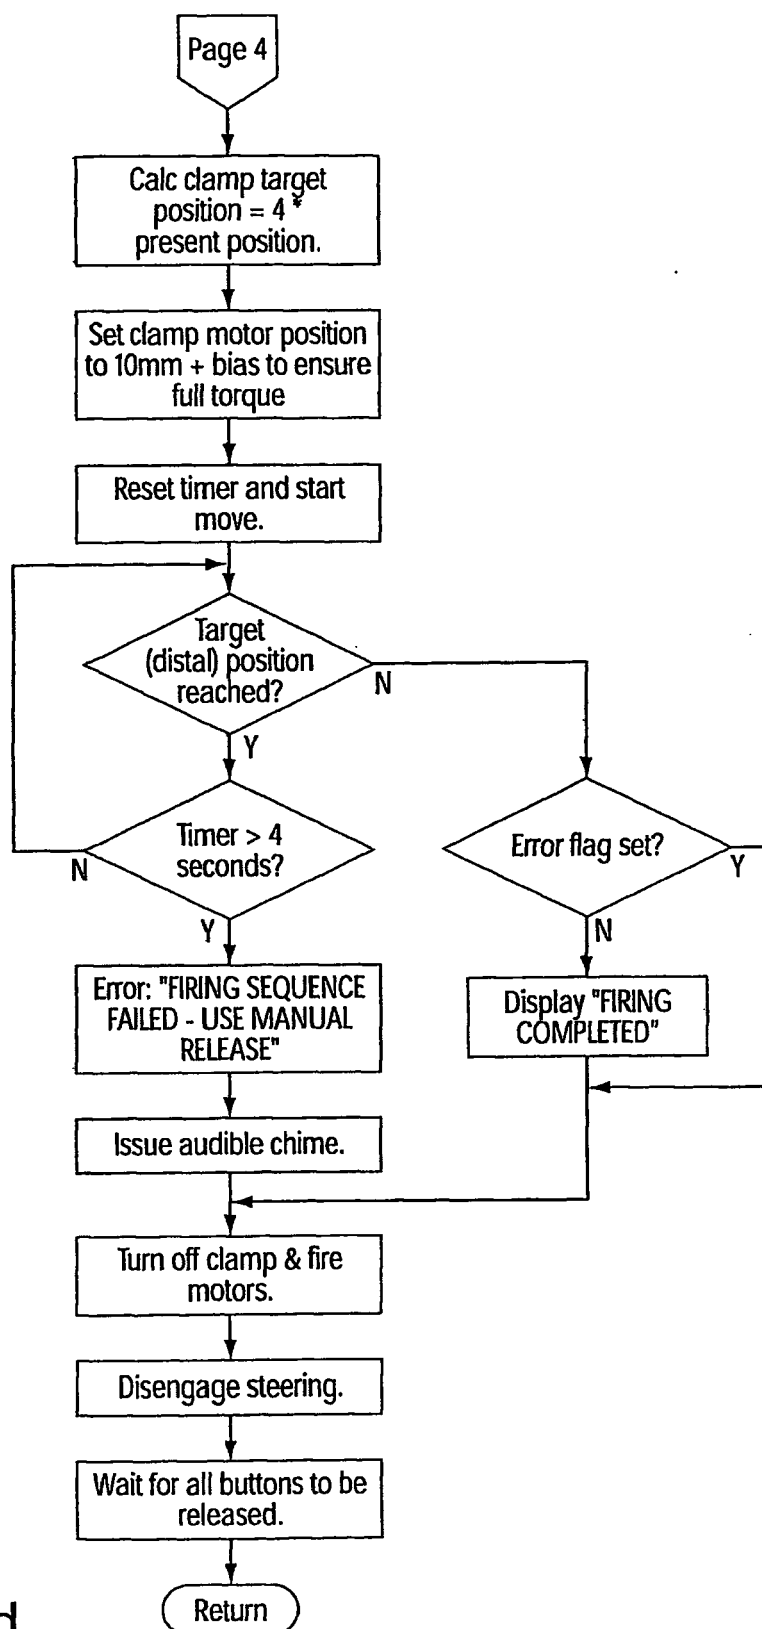 Page 4
Calc clamp target
position = 4 *
present position.
Set clamp motor position
to 10mm + bias to ensure
full torque
Reset timer and start
move.
Target
(distal) position
reached?
N
Y
Timer > 4
seconds?
N
Y
Error flag set?
Y
N
Error: "FIRING SEQUENCE
FAILED - USE MANUAL
RELEASE"
Display "FIRING
COMPLETED"
Issue audible chime.
Turn off clamp & fire
motors.
Disengage steering.
Wait for all buttons to be
released.
Return